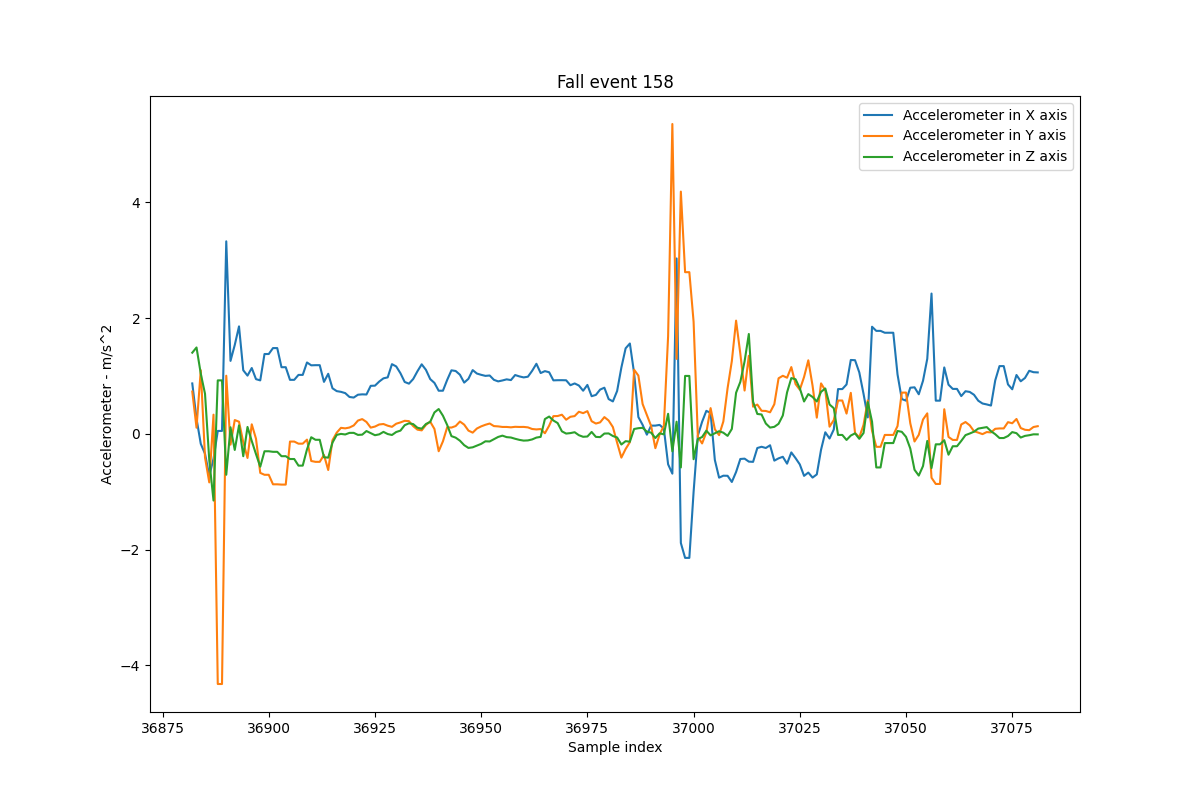 Fall event 158
Accelerometer in X axis
Accelerometer in Y axis
Accelerometer in Z axis
Accelerometer - m/s^2
4
2
0
−2
−4
36875 36900 36925 36950 36975 37000 37025 37050 37075
Sample index